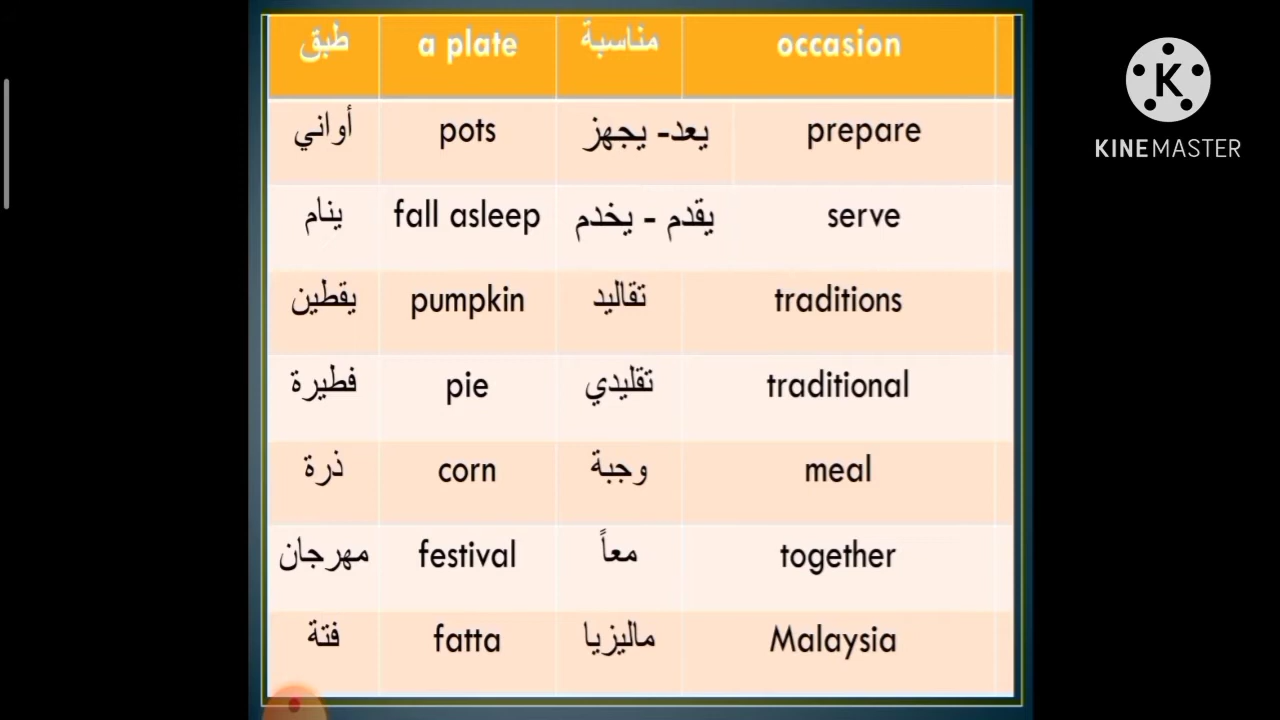 طبق a plate مناسبة occasion
أواني pots يعد- يجهز prepare
ينام fall asleep يقدم - يخدم serve
يقطين pumpkin تقاليد traditions
فطيرة pie تقليدي traditional
ذرة corn وجبة meal
مهرجان festival معاً together
فتة fatta ماليزيا Malaysia
K
KINEMASTER